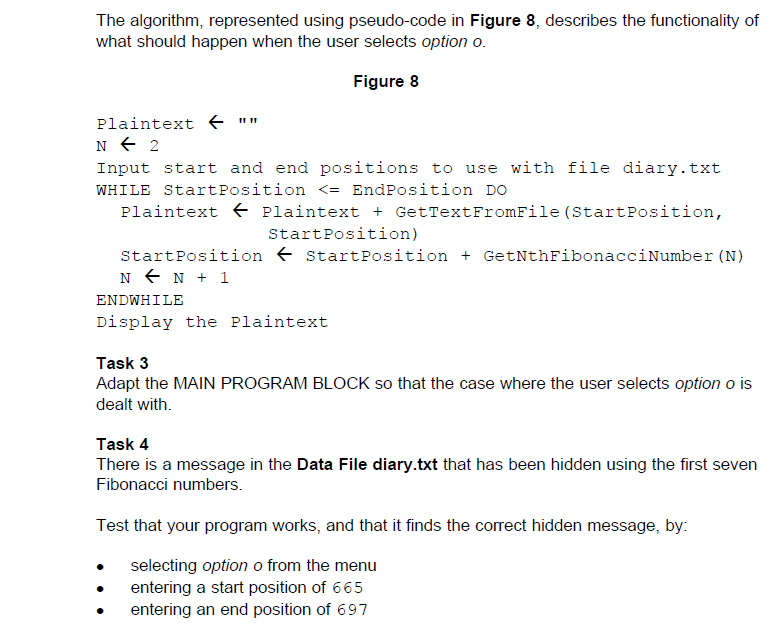 The algorithm, represented using pseudo-code in Figure 8, describes the functionality of
what should happen when the user selects option o.
Figure 8
Plaintext ← ""
N ← 2
Input start and end positions to use with file diary.txt
WHILE StartPosition <= EndPosition DO
Plaintext ← Plaintext + GetTextFromFile(StartPosition,
StartPosition)
StartPosition ← StartPosition + GetNthFibonacciNumber(N)
N ← N + 1
ENDWHILE
Display the Plaintext
Task 3
Adapt the MAIN PROGRAM BLOCK so that the case where the user selects option o is
dealt with.
Task 4
There is a message in the Data File diary.txt that has been hidden using the first seven
Fibonacci numbers.
Test that your program works, and that it finds the correct hidden message, by:
• selecting option o from the menu
• entering a start position of 665
• entering an end position of 697